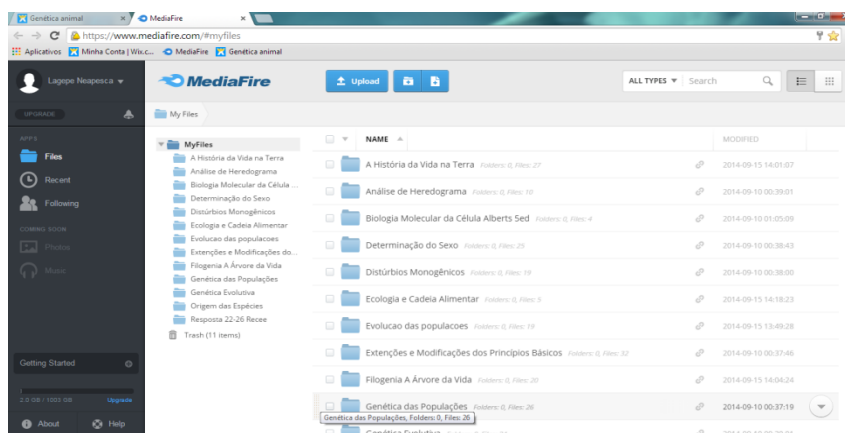 Genética animal
MediaFire
https://www.mediafire.com/#myfiles
Aplicativos Minha Conta | Wix.c... MediaFire Genética animal
Lagepe Neapesca
MediaFire
Upload
ALL TYPES Search
UPGRADE
My Files
APPS
Files
Recent
Following
COMING SOON
Photos
Music
Getting Started
2.0 GB / 1003 GB Upgrade
About Help
MyFiles
A História da Vida na Terra
Análise de Heredograma
Biologia Molecular da Célula ...
Determinação do Sexo
Distúrbios Monogênicos
Ecologia e Cadeia Alimentar
Evolucao das populacoes
Extenções e Modificações do...
Filogenia A Árvore da Vida
Genética das Populações
Genética Evolutiva
Origem das Espécies
Resposta 22-26 Recee
Trash (11 items)
NAME MODIFIED
A História da Vida na Terra Folders: 0, Files: 27 2014-09-15 14:01:07
Análise de Heredograma Folders: 0, Files: 10 2014-09-10 00:39:01
Biologia Molecular da Célula Alberts 5ed Folders: 0, Files: 4 2014-09-10 01:05:09
Determinação do Sexo Folders: 0, Files: 25 2014-09-10 00:38:43
Distúrbios Monogênicos Folders: 0, Files: 19 2014-09-10 00:38:00
Ecologia e Cadeia Alimentar Folders: 0, Files: 5 2014-09-15 14:18:23
Evolucao das populacoes Folders: 0, Files: 19 2014-09-15 13:49:28
Extenções e Modificações dos Princípios Básicos Folders: 0, Files: 32 2014-09-10 00:37:46
Filogenia A Árvore da Vida Folders: 0, Files: 20 2014-09-15 14:04:24
Genética das Populações Folders: 0, Files: 26 2014-09-10 00:37:19
Genética das Populações, Folders: 0, Files: 26
Genética Evolutiva